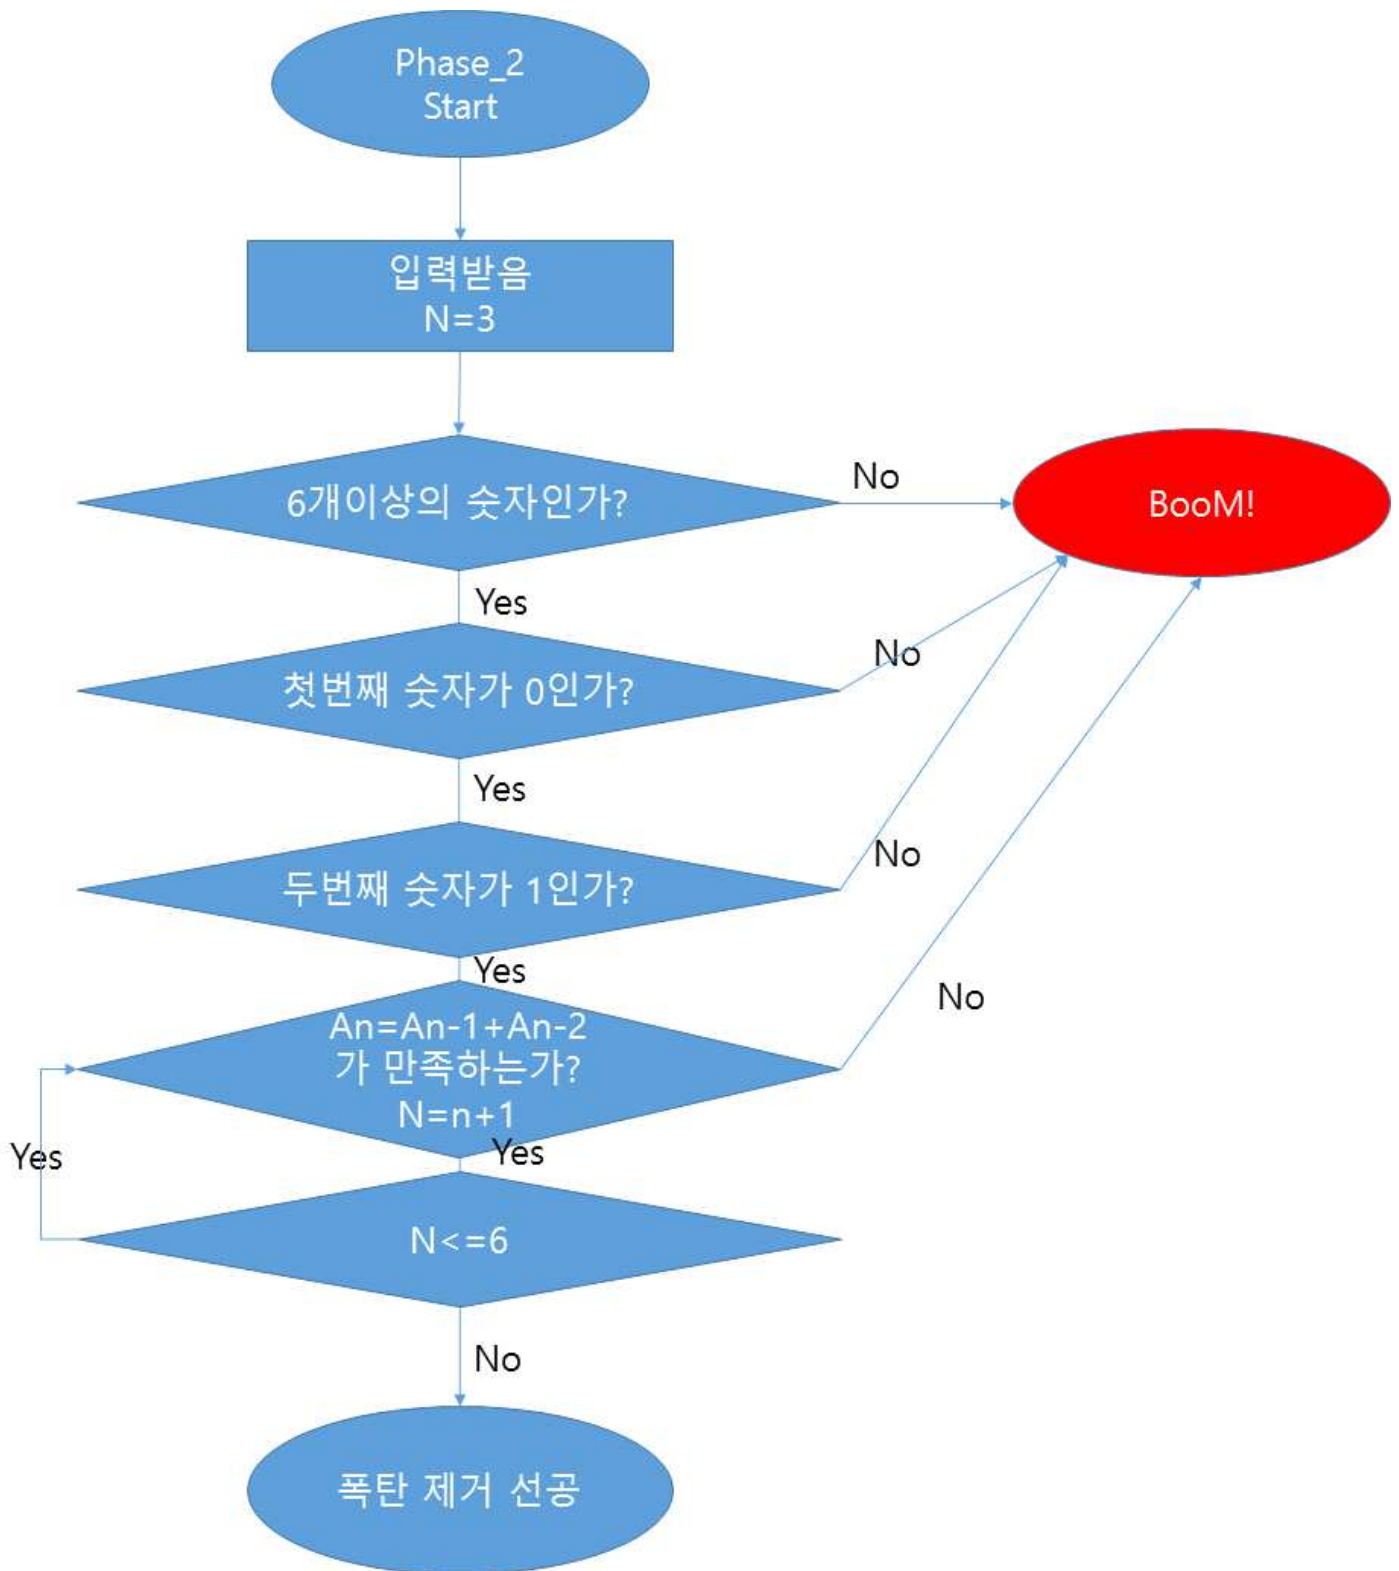 Phase_2
Start
입력받음
N=3
6개이상의 숫자인가?
No
BooM!
Yes
첫번째 숫자가 0인가?
No
Yes
두번째 숫자가 1인가?
No
Yes
An=An-1+An-2
가 만족하는가?
N=n+1
No
Yes
Yes
N<=6
No
폭탄 제거 선공